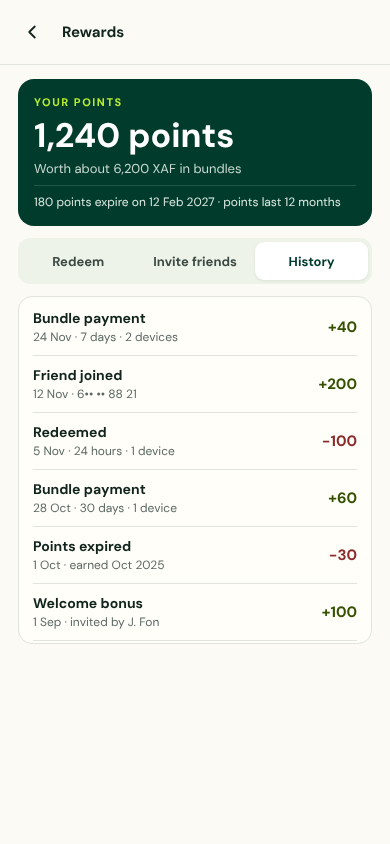 Rewards
YOUR POINTS
1,240 points
Worth about 6,200 XAF in bundles
180 points expire on 12 Feb 2027 · points last 12 months
Redeem
Invite friends
History
Bundle payment
24 Nov · 7 days · 2 devices
+40
Friend joined
12 Nov · 6•• •• 88 21
+200
Redeemed
5 Nov · 24 hours · 1 device
-100
Bundle payment
28 Oct · 30 days · 1 device
+60
Points expired
1 Oct · earned Oct 2025
-30
Welcome bonus
1 Sep · invited by J. Fon
+100